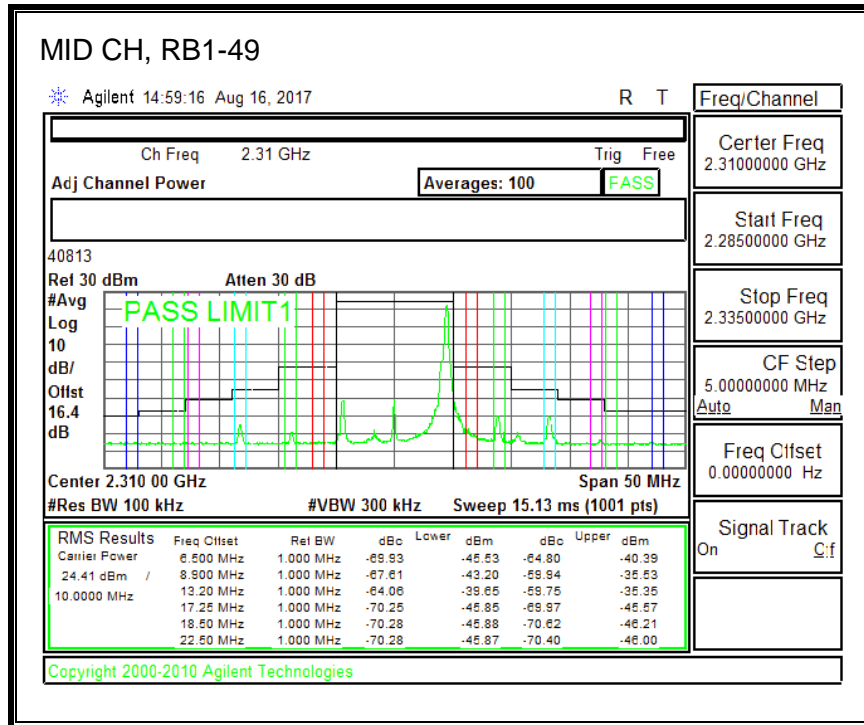 MID CH, RB1-49
Agilent 14:59:16 Aug 16, 2017 R T
Freq/Channel
Ch Freq 2.31 GHz Trig Free
Adj Channel Power Averages: 100 PASS
Center Freq
2.31000000 GHz
Start Freq
2.28500000 GHz
Stop Freq
2.33500000 GHz
CF Step
5.00000000 MHz
Auto Man
Freq Offset
0.00000000 Hz
Signal Track
On Off
40813
Ref 30 dBm Atten 30 dB
#Avg
Log
10
dB/
Offst
16.4
dB
PASS LIMIT1
Center 2.310 00 GHz Span 50 MHz
#Res BW 100 kHz #VBW 300 kHz Sweep 15.13 ms (1001 pts)
RMS Results Freq Offset Ref BW dBc Lower dBm dBc Upper dBm
Carrier Power 6.500 MHz 1.000 MHz -69.93 -45.53 -64.80 -40.39
24.41 dBm / 8.900 MHz 1.000 MHz -67.61 -43.20 -59.94 -35.53
10.0000 MHz 13.20 MHz 1.000 MHz -64.06 -39.65 -59.75 -35.35
17.25 MHz 1.000 MHz -70.25 -45.85 -69.97 -45.57
18.50 MHz 1.000 MHz -70.28 -45.88 -70.62 -46.21
22.50 MHz 1.000 MHz -70.28 -45.87 -70.40 -46.00
Copyright 2000-2010 Agilent Technologies